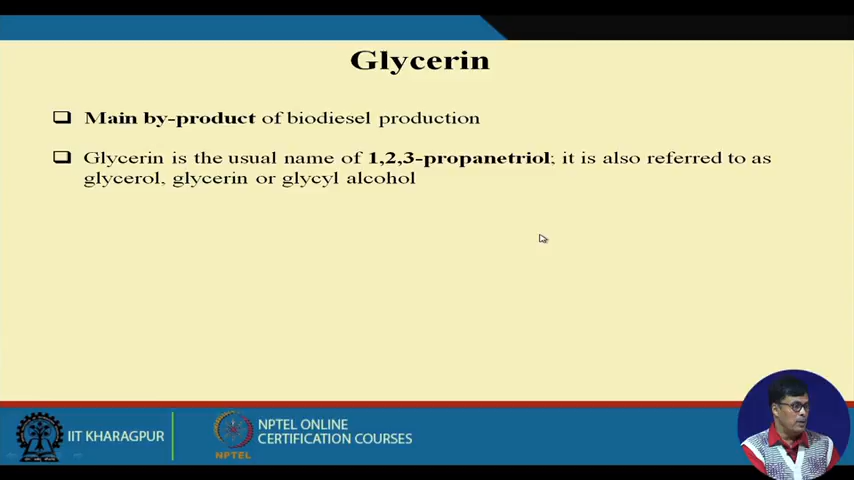 Glycerin
Main by-product of biodiesel production
Glycerin is the usual name of 1,2,3-propanetriol; it is also referred to as
glycerol, glycerin or glycyl alcohol
IIT KHARAGPUR
NPTEL
NPTEL ONLINE
CERTIFICATION COURSES